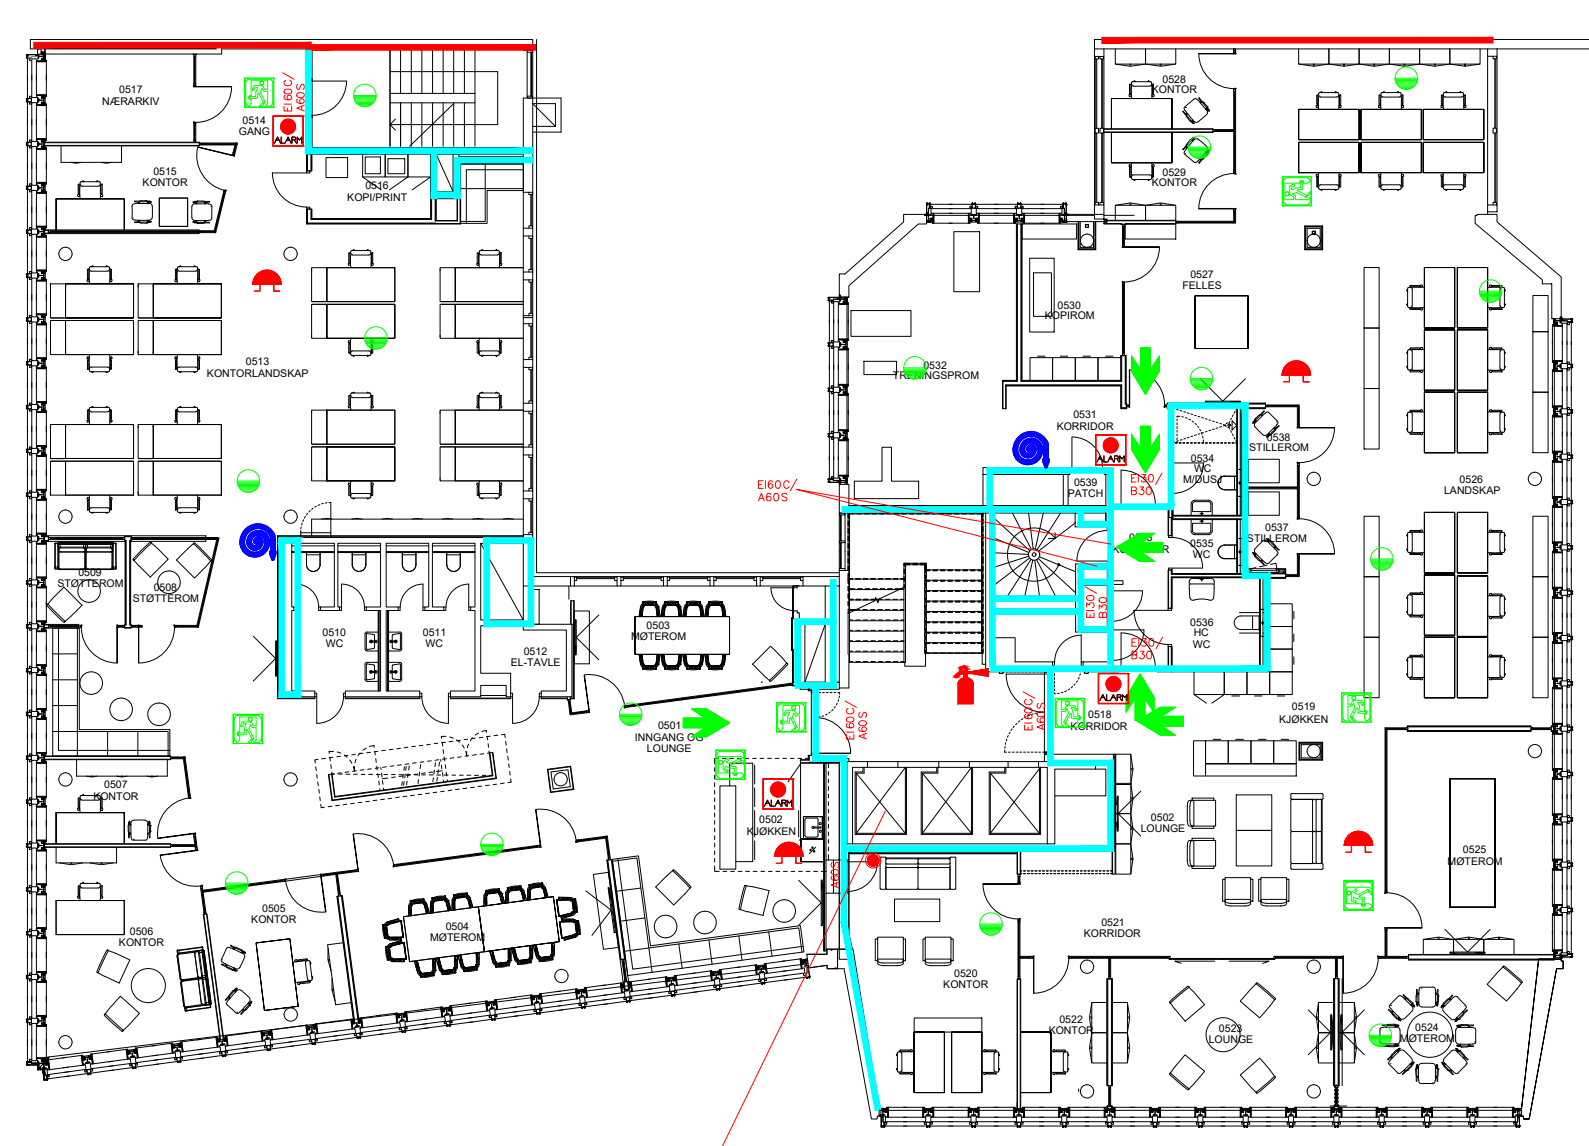 0517
NÆRARKIV
EI60C/
A60S
0514
GANG
ALARM
0515
KONTOR
0516
KOPI/PRINT
0513
KONTORLANDSKAP
0509
STØTTEROM
0508
STØTTEROM
0510
WC
0511
WC
0512
EL-TAVLE
0503
MØTEROM
0501
INNGANG OG
LOUNGE
0507
KONTOR
0506
KONTOR
0505
KONTOR
0504
MØTEROM
ALARM
0502
KJØKKEN
A60S
0528
KONTOR
0529
KONTOR
0527
FELLES
0530
KOPIROM
0532
TRENINGSPROM
0531
KORRIDOR
ALARM
EI60C/
A60S
0539
PATCH
EI30/
B30
0534
WC
M/DUSJ
0538
STILLEROM
0526
LANDSKAP
0535
WC
0537
STILLEROM
EI30/
B30
EI30/
B30
0536
HC
WC
EI60C/
A60S
EI60C/
A60S
ALARM
0518
KORRIDOR
0519
KJØKKEN
0502
LOUNGE
0525
MØTEROM
0521
KORRIDOR
0520
KONTOR
0522
KONTOR
0523
LOUNGE
0524
MØTEROM